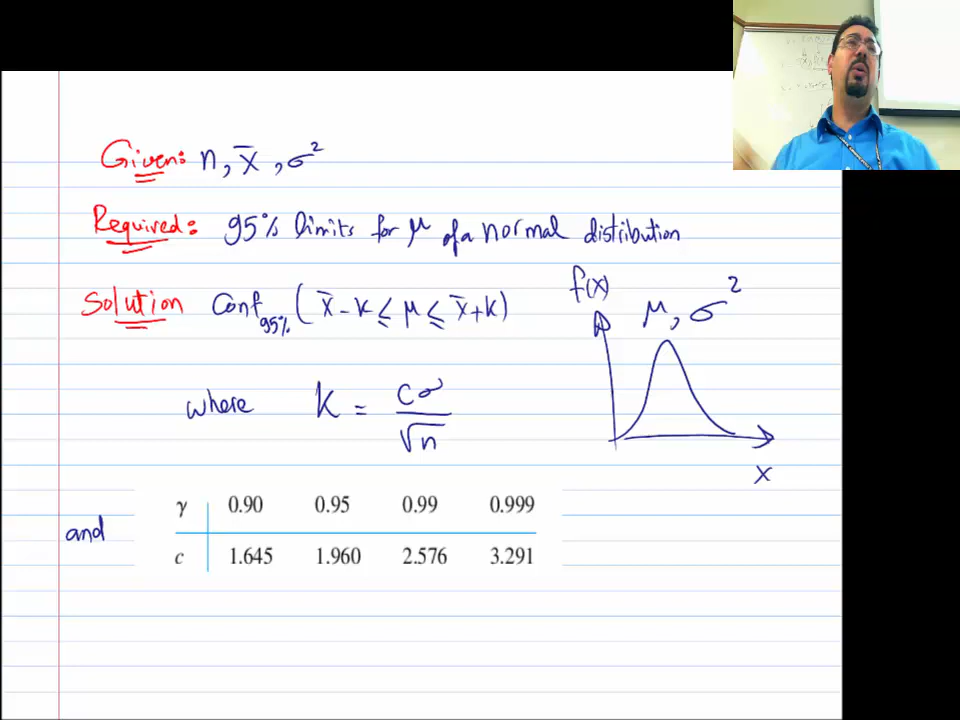 Given: n, x̄, σ²
Required: 95% limits for μ of a normal distribution
Solution Conf95% ( x̄ - k ≤ μ ≤ x̄ + k )
f(x)
μ, σ²
where K = cσ / √n
x
γ 0.90 0.95 0.99 0.999
and
c 1.645 1.960 2.576 3.291